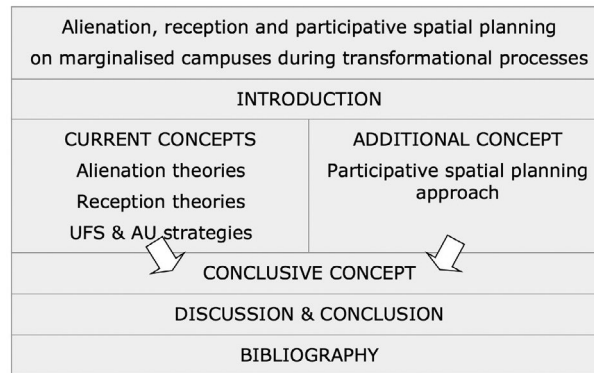 Alienation, reception and participative spatial planning
on marginalised campuses during transformational processes
INTRODUCTION
CURRENT CONCEPTS
Alienation theories
Reception theories
UFS & AU strategies
ADDITIONAL CONCEPT
Participative spatial planning
approach
CONCLUSIVE CONCEPT
DISCUSSION & CONCLUSION
BIBLIOGRAPHY